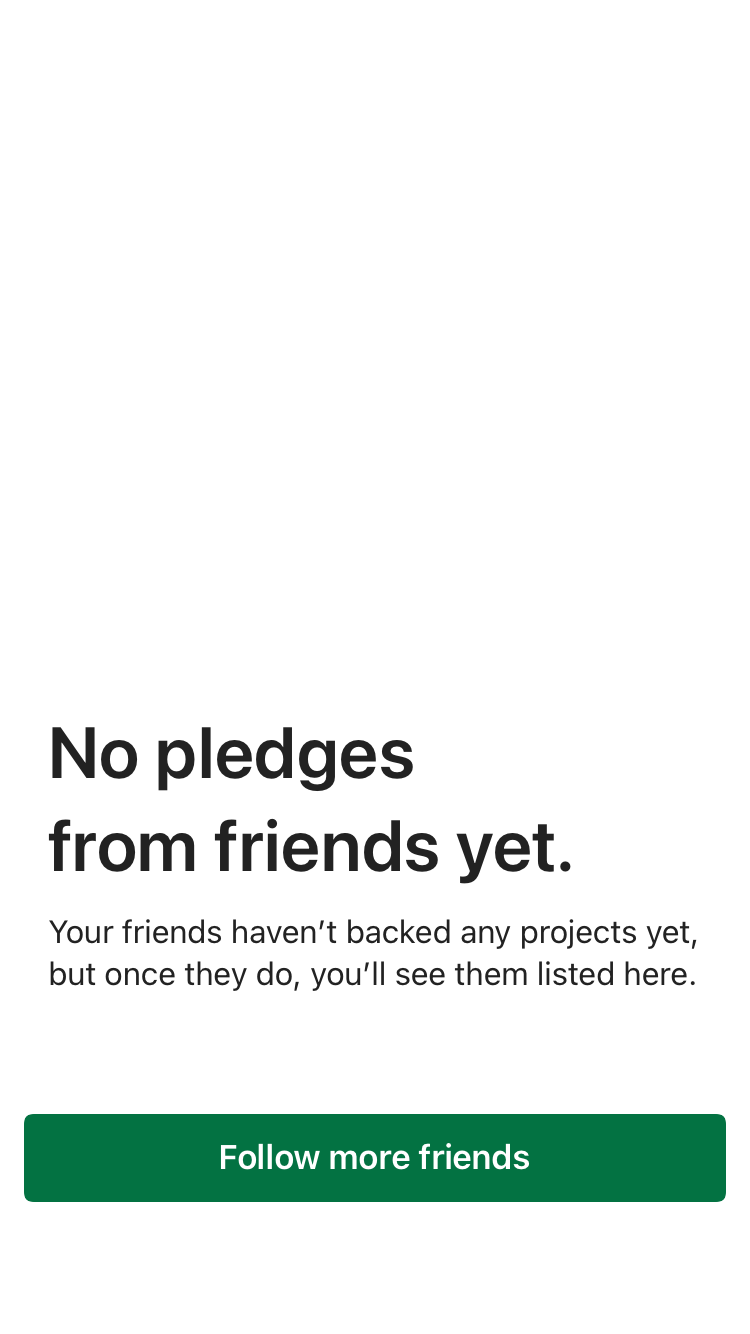 No pledges
from friends yet.
Your friends haven’t backed any projects yet,
but once they do, you’ll see them listed here.
Follow more friends